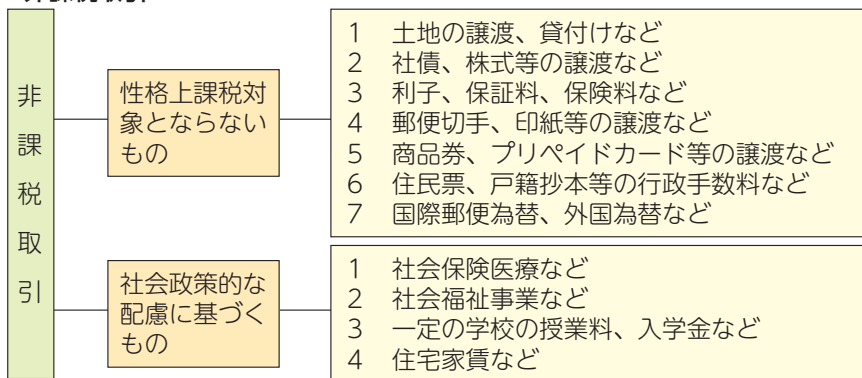 非課税取引
性格上課税対
象とならない
もの
1 土地の譲渡、貸付けなど
2 社債、株式等の譲渡など
3 利子、保証料、保険料など
4 郵便切手、印紙等の譲渡など
5 商品券、プリペイドカード等の譲渡など
6 住民票、戸籍抄本等の行政手数料など
7 国際郵便為替、外国為替など
社会政策的な
配慮に基づく
もの
1 社会保険医療など
2 社会福祉事業など
3 一定の学校の授業料、入学金など
4 住宅家賃など